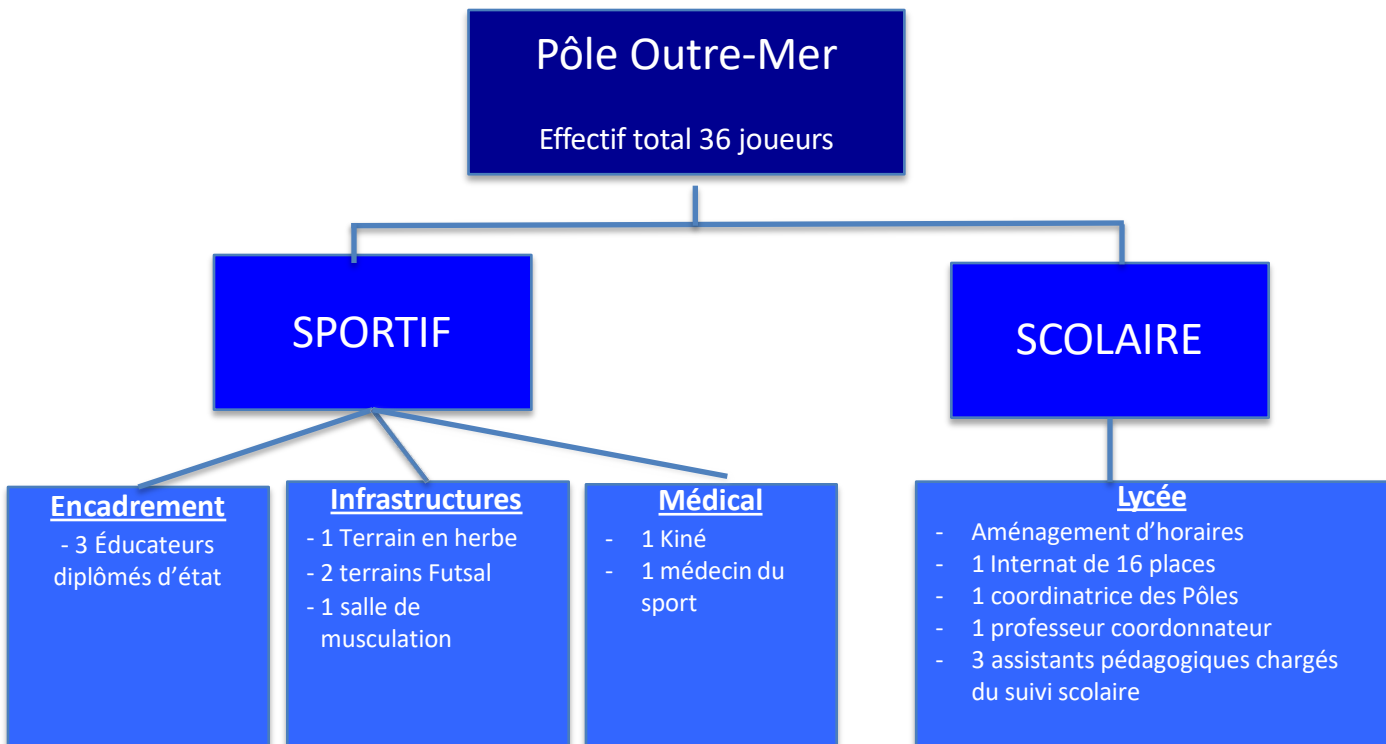 Pôle Outre-Mer
Effectif total 36 joueurs
SPORTIF
SCOLAIRE
Encadrement
- 3 Éducateurs
diplômés d’état
Infrastructures
- 1 Terrain en herbe
- 2 terrains Futsal
- 1 salle de
musculation
Médical
- 1 Kiné
- 1 médecin du
sport
Lycée
- Aménagement d’horaires
- 1 Internat de 16 places
- 1 coordinatrice des Pôles
- 1 professeur coordonnateur
- 3 assistants pédagogiques chargés
du suivi scolaire